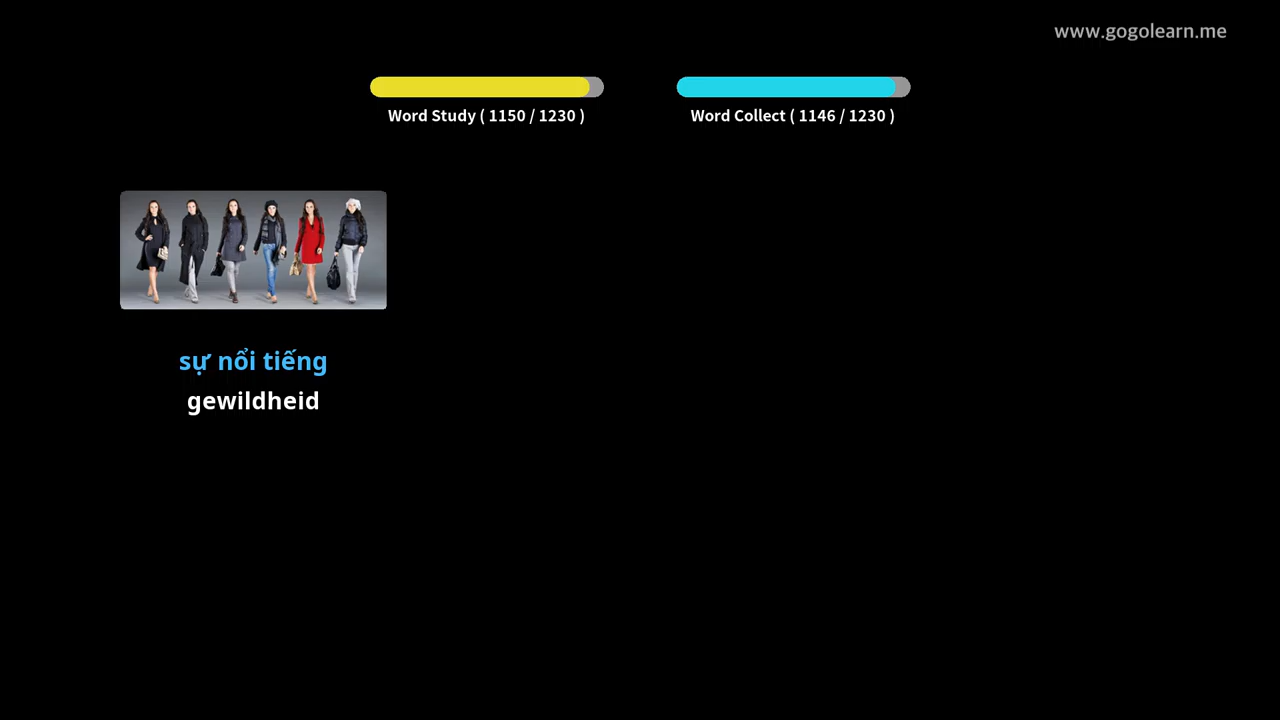 www.gogolearn.me
Word Study ( 1150 / 1230 )
Word Collect ( 1146 / 1230 )
sự nổi tiếng
gewildheid